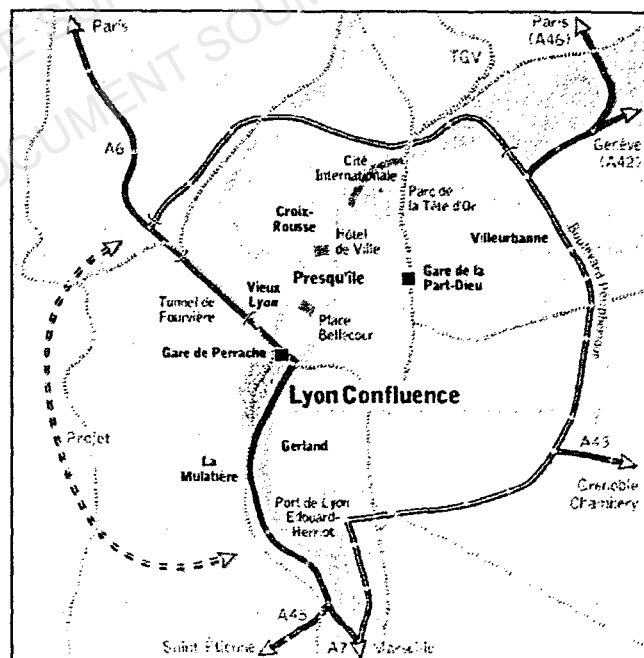 Paris
Paris
(A46)
TGV
Genève
(A42)
A6
Cité
Internationale
Parc de
la Tête d'Or
Croix-
Rousse
Hôtel
de Ville
Villeurbanne
Boulevard Périphérique
Presqu'île
Gare de la
Part-Dieu
Vieux
Lyon
Tunnel de
Fourvière
Place
Bellecour
Gare de Perrache
Lyon Confluence
Projet
Gerland
La
Mulatière
A43
Grenoble
Chambéry
Port de Lyon
Edouard-
Herriot
A45
Saint Étienne
A7
Marseille
DOCUMENT SOUM